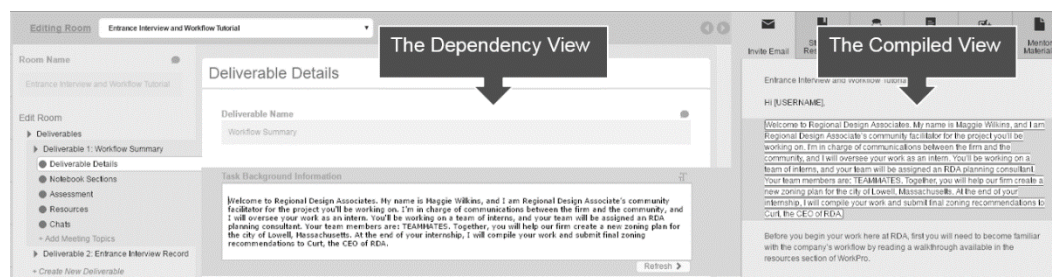 Editing Room Entrance Interview and Workflow Tutorial
The Dependency View
The Compiled View
Invite Email
Mentor
Material
Room Name
Entrance Interview and Workflow Tutorial
Edit Room
Deliverables
Deliverable 1: Workflow Summary
Deliverable Details
Notebook Sections
Assessment
Resources
Chats
+ Add Meeting Topics
Deliverable 2: Entrance Interview Record
+ Create New Deliverable
Deliverable Details
Deliverable Name
Workflow Summary
Task Background Information
Welcome to Regional Design Associates. My name is Maggie Wilkins, and I am Regional Design Associate's community
facilitator for the project you'll be working on. I'm in charge of communications between the firm and the community, and
I will oversee your work as an intern. You'll be working on a team of interns, and your team will be assigned an RDA
planning consultant. Your team members are: TEAMMATES. Together, you will help our firm create a new zoning plan for
the city of Lowell, Massachusetts. At the end of your internship, I will compile your work and submit final zoning
recommendations to Curt, the CEO of RDA.
Refresh
Entrance Interview and Workflow Tutorial
Hi [USERNAME],
Welcome to Regional Design Associates. My name is Maggie Wilkins, and I am
Regional Design Associate's community facilitator for the project you'll be
working on. I'm in charge of communications between the firm and the
community, and I will oversee your work as an intern. You'll be working on a
team of interns, and your team will be assigned an RDA planning consultant.
Your team members are: TEAMMATES. Together, you will help our firm create a
new zoning plan for the city of Lowell, Massachusetts. At the end of your
internship, I will compile your work and submit final zoning recommendations to
Curt, the CEO of RDA.
Before you begin your work here at RDA, first you will need to become familiar
with the company's workflow by reading a walkthrough available in the
resources section of WorkPro.